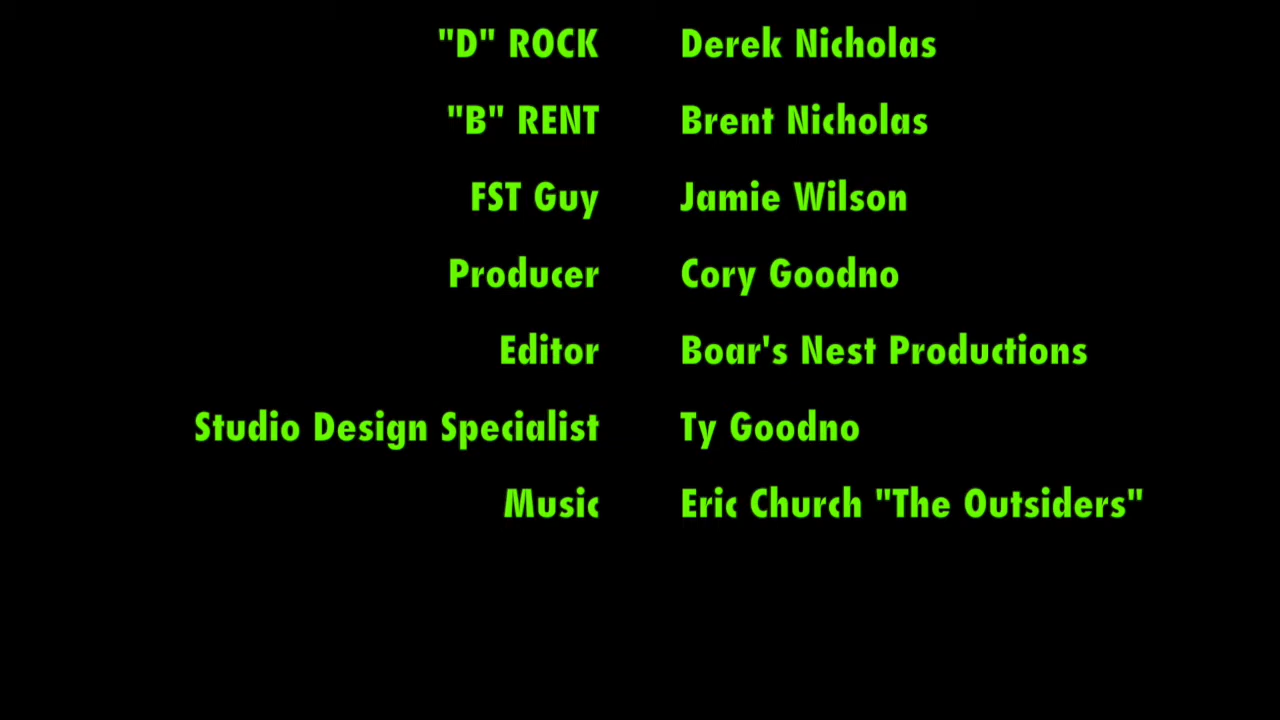 "D" ROCK Derek Nicholas
"B" RENT Brent Nicholas
FST Guy Jamie Wilson
Producer Cory Goodno
Editor Boar's Nest Productions
Studio Design Specialist Ty Goodno
Music Eric Church "The Outsiders"